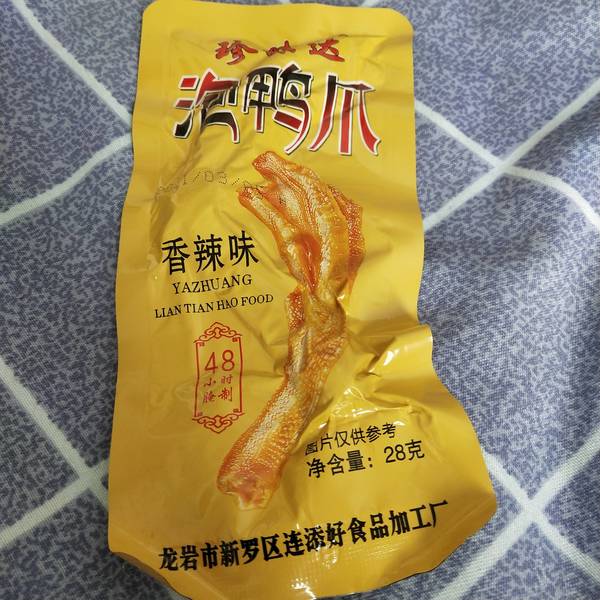 珍味达
泡鸭爪
香辣味
YAZHUANG
LIAN TIAN HAO FOOD
48
小时
腌制
图片仅供参考
净含量：28克
龙岩市新罗区连添好食品加工厂